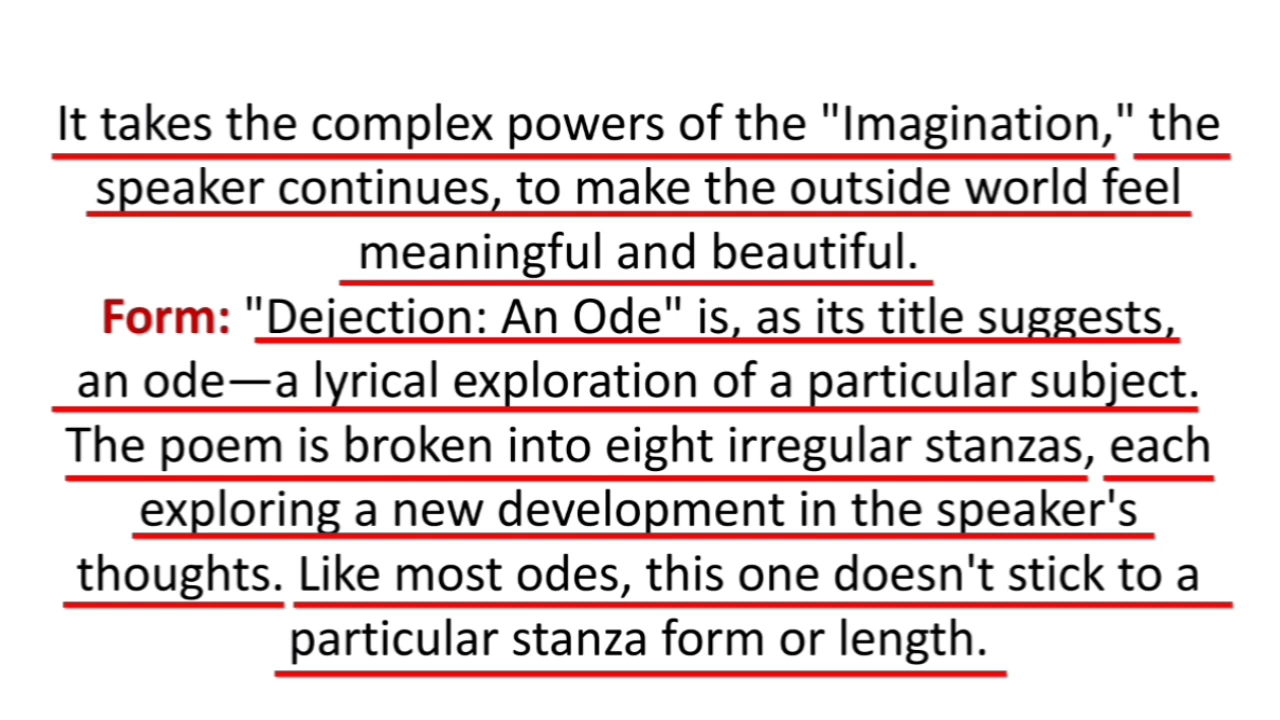 It takes the complex powers of the "Imagination," the
speaker continues, to make the outside world feel
meaningful and beautiful.
Form: "Dejection: An Ode" is, as its title suggests,
an ode—a lyrical exploration of a particular subject.
The poem is broken into eight irregular stanzas, each
exploring a new development in the speaker's
thoughts. Like most odes, this one doesn't stick to a
particular stanza form or length.